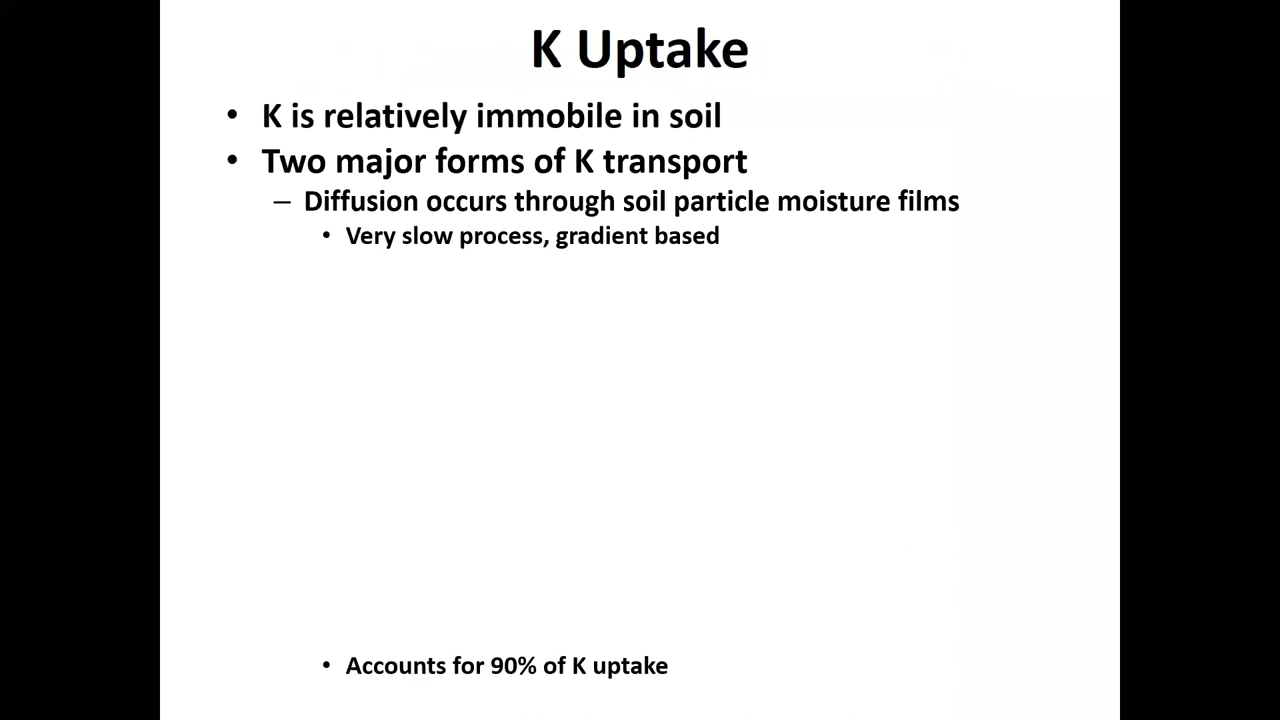 K Uptake
• K is relatively immobile in soil
• Two major forms of K transport
– Diffusion occurs through soil particle moisture films
• Very slow process, gradient based
• Accounts for 90% of K uptake